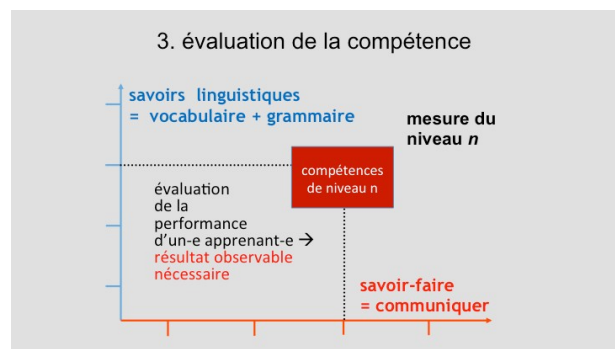 3. évaluation de la compétence
savoirs linguistiques
= vocabulaire + grammaire
mesure du
niveau n
compétences
de niveau n
évaluation
de la
performance
d'un-e apprenant-e →
résultat observable
nécessaire
savoir-faire
= communiquer